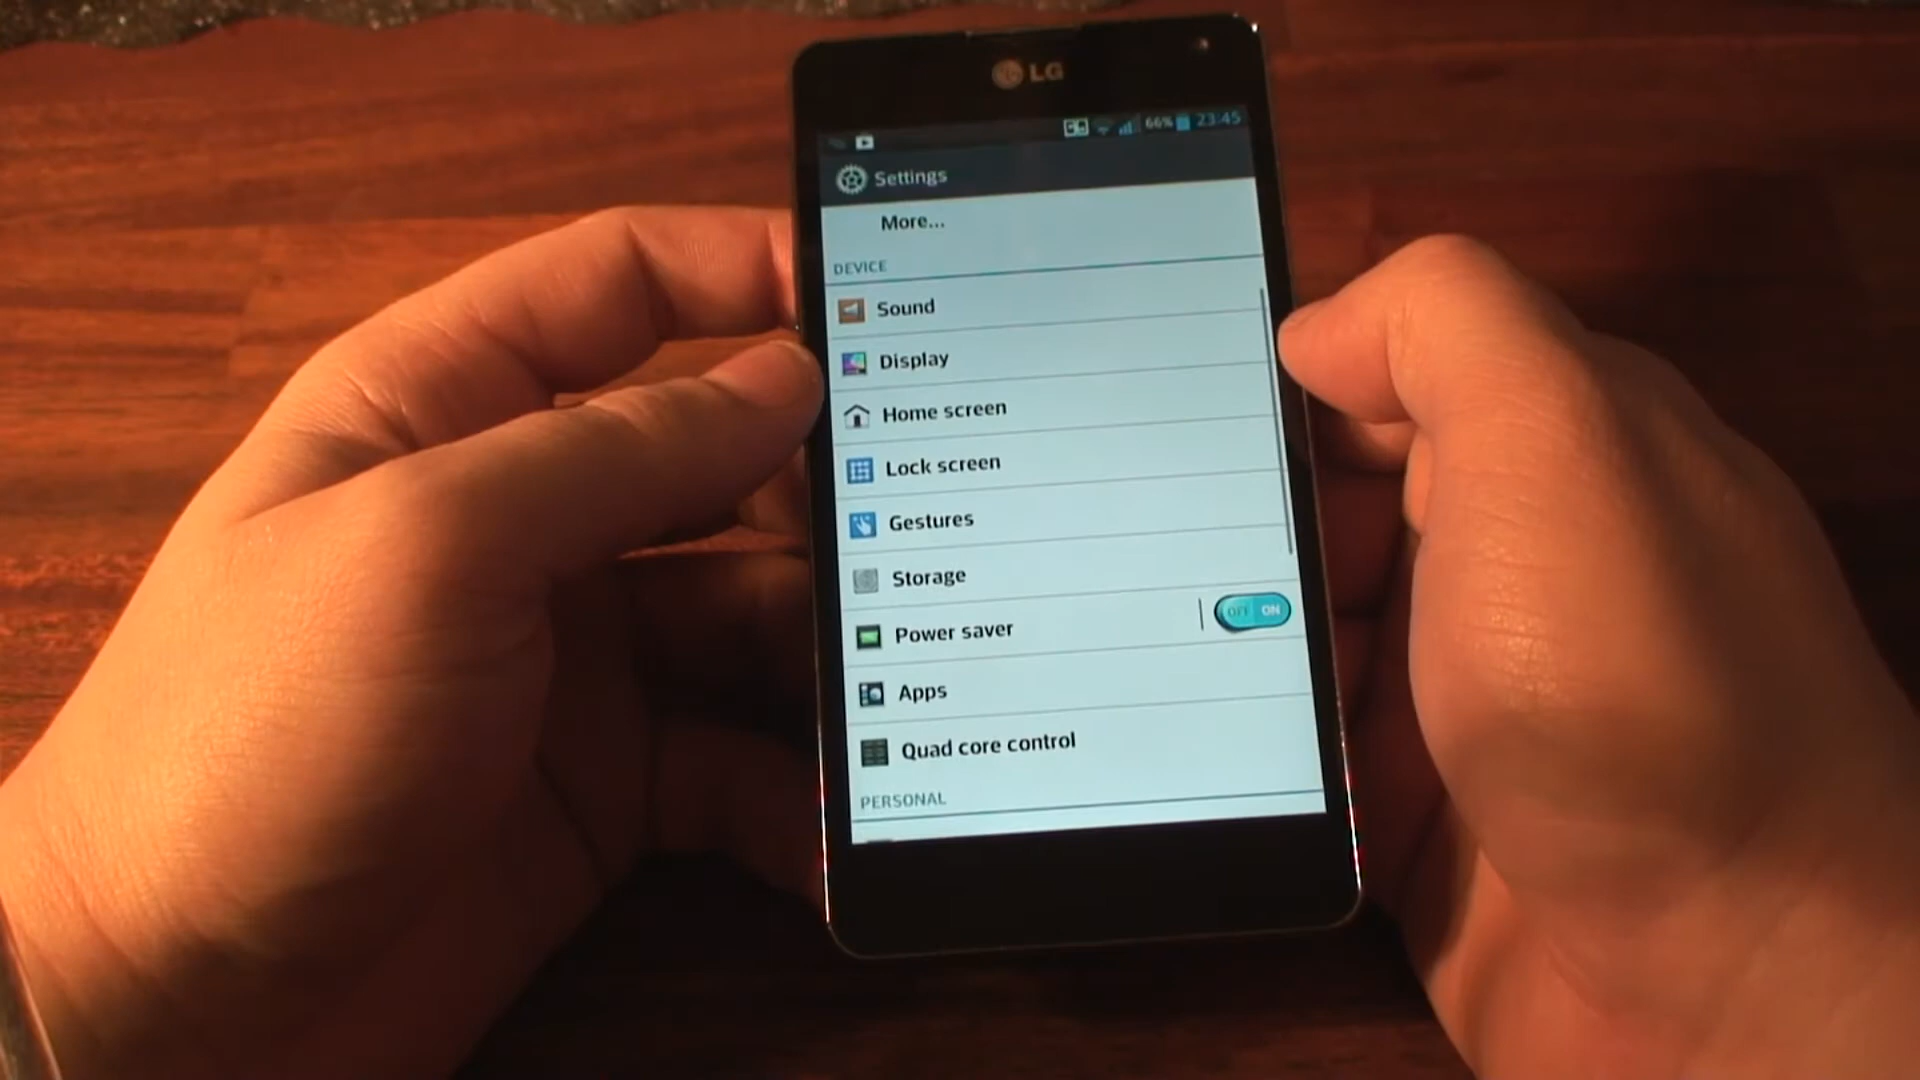 LG
66% 23:45
Settings
More...
DEVICE
Sound
Display
Home screen
Lock screen
Gestures
Storage
Power saver OFF ON
Apps
Quad core control
PERSONAL